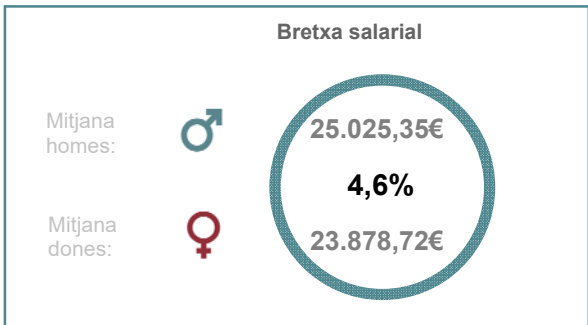 Bretxa salarial
Mitjana
homes:
25.025,35€
4,6%
Mitjana
dones:
23.878,72€